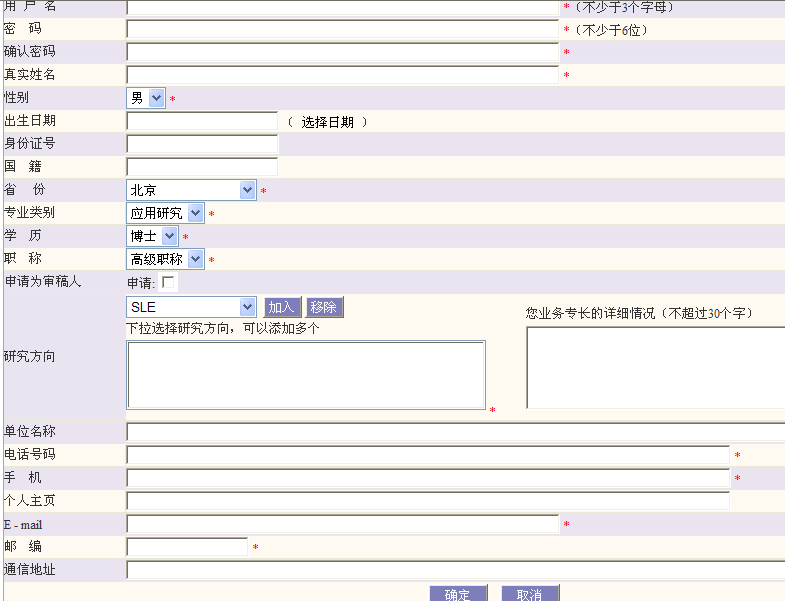 用 户 名 *（不少于3个字母）
密 码 *（不少于6位）
确认密码 *
真实姓名 *
性别 男 *
出生日期 （ 选择日期 ）
身份证号
国 籍
省 份 北京 *
专业类别 应用研究 *
学 历 博士 *
职 称 高级职称 *
申请为审稿人 申请:
SLE 加入 移除
您业务专长的详细情况（不超过30个字）
下拉选择研究方向，可以添加多个
研究方向 *
单位名称
电话号码 *
手 机 *
个人主页
E - mail *
邮 编 *
通信地址
确定 取消